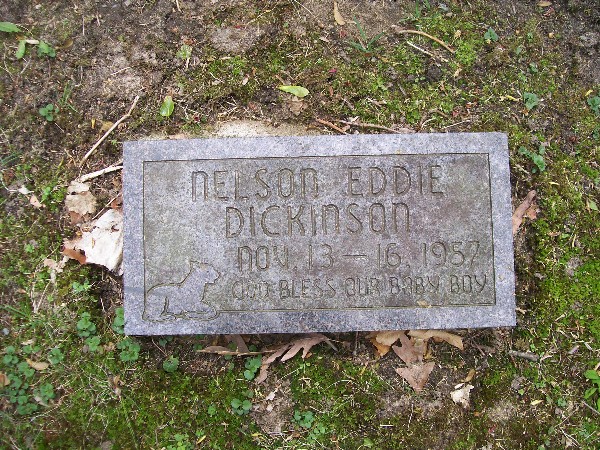 NELSON EDDIE
DICKINSON
NOV. 13 — 16, 1957
GOD BLESS OUR BABY BOY